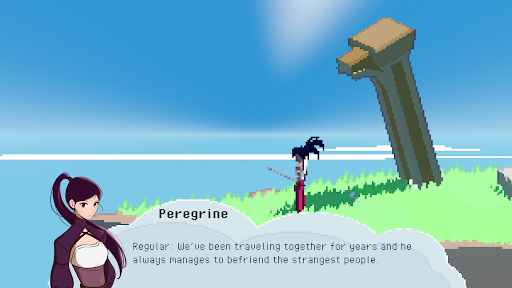 Peregrine
Regular: We've been traveling together for years and he
always manages to befriend the strangest people.